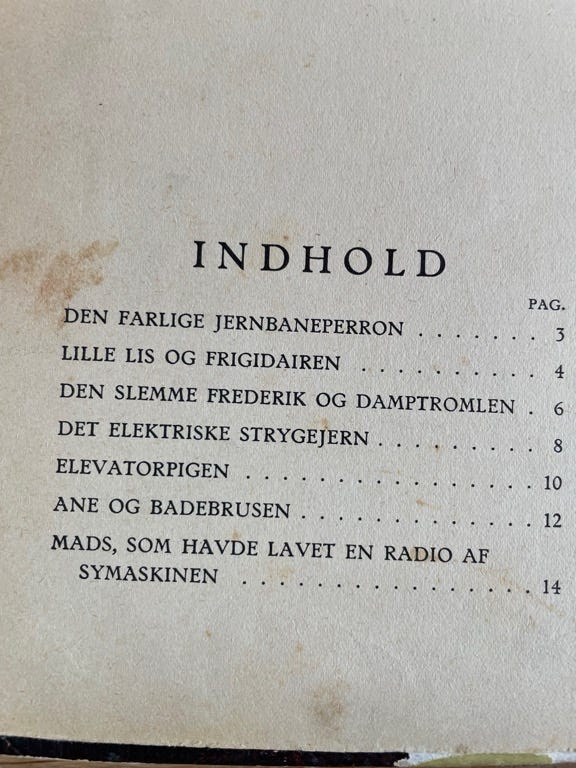 INDHOLD
PAG.
DEN FARLIGE JERNBANEPERRON . . . . . . . 3
LILLE LIS OG FRIGIDAIREN . . . . . . . . . . 4
DEN SLEMME FREDERIK OG DAMPTROMLEN . 6
DET ELEKTRISKE STRYGEJERN . . . . . . . . . 8
ELEVATORPIGEN . . . . . . . . . . . . . . . . 10
ANE OG BADEBRUSEN . . . . . . . . . . . . . 12
MADS, SOM HAVDE LAVET EN RADIO AF
SYMASKINEN . . . . . . . . . . . . . . . . 14